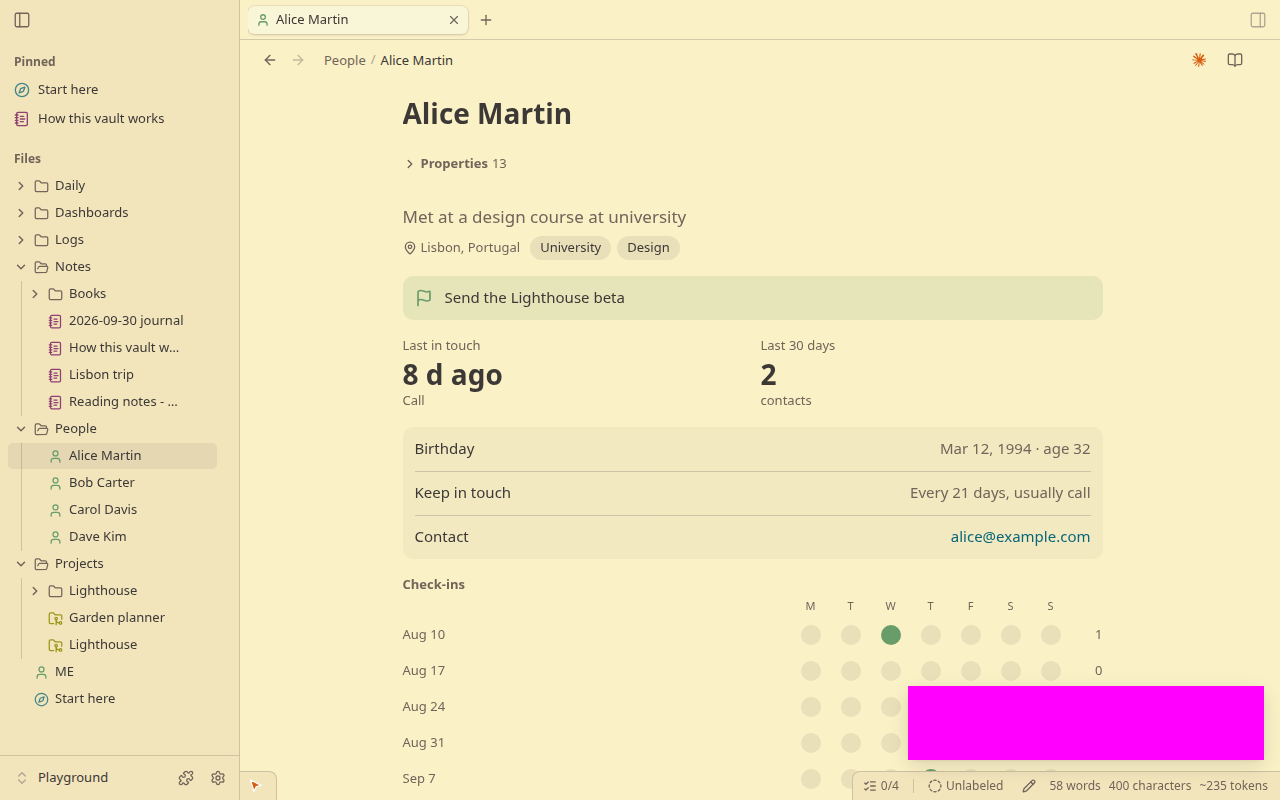 Alice Martin
People / Alice Martin
Pinned
Start here
How this vault works
Files
Daily
Dashboards
Logs
Notes
Books
2026-09-30 journal
How this vault w...
Lisbon trip
Reading notes - ...
People
Alice Martin
Bob Carter
Carol Davis
Dave Kim
Projects
Lighthouse
Garden planner
Lighthouse
ME
Start here
Playground
Alice Martin
Properties 13
Met at a design course at university
Lisbon, Portugal University Design
Send the Lighthouse beta
Last in touch Last 30 days
8 d ago 2
Call contacts
Birthday Mar 12, 1994 · age 32
Keep in touch Every 21 days, usually call
Contact alice@example.com
Check-ins
M T W T F S S
Aug 10 1
Aug 17 0
Aug 24
Aug 31
Sep 7
0/4 Unlabeled 58 words 400 characters ~235 tokens